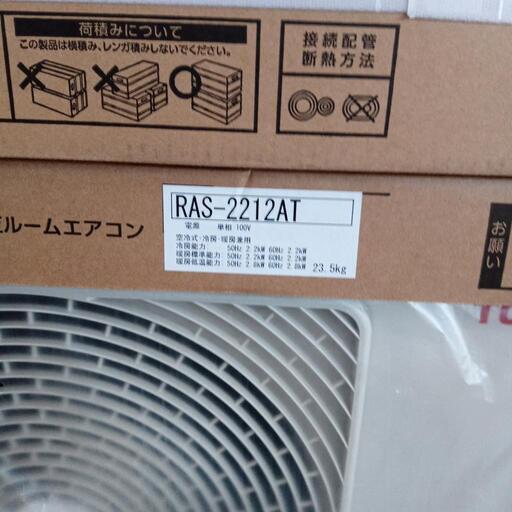 荷積みについて
この製品は横積み、レンガ積みしないでください。
接続配管
断熱方法
RAS-2212AT
電源 単相 100V
空冷式・冷房・暖房兼用
冷房能力: 50Hz 2.2kW 60Hz 2.2kW
暖房標準能力: 50Hz 2.2kW 60Hz 2.2kW
暖房低温能力: 50Hz 2.8kW 60Hz 2.8kW
23.5kg
ルームエアコン
お願い